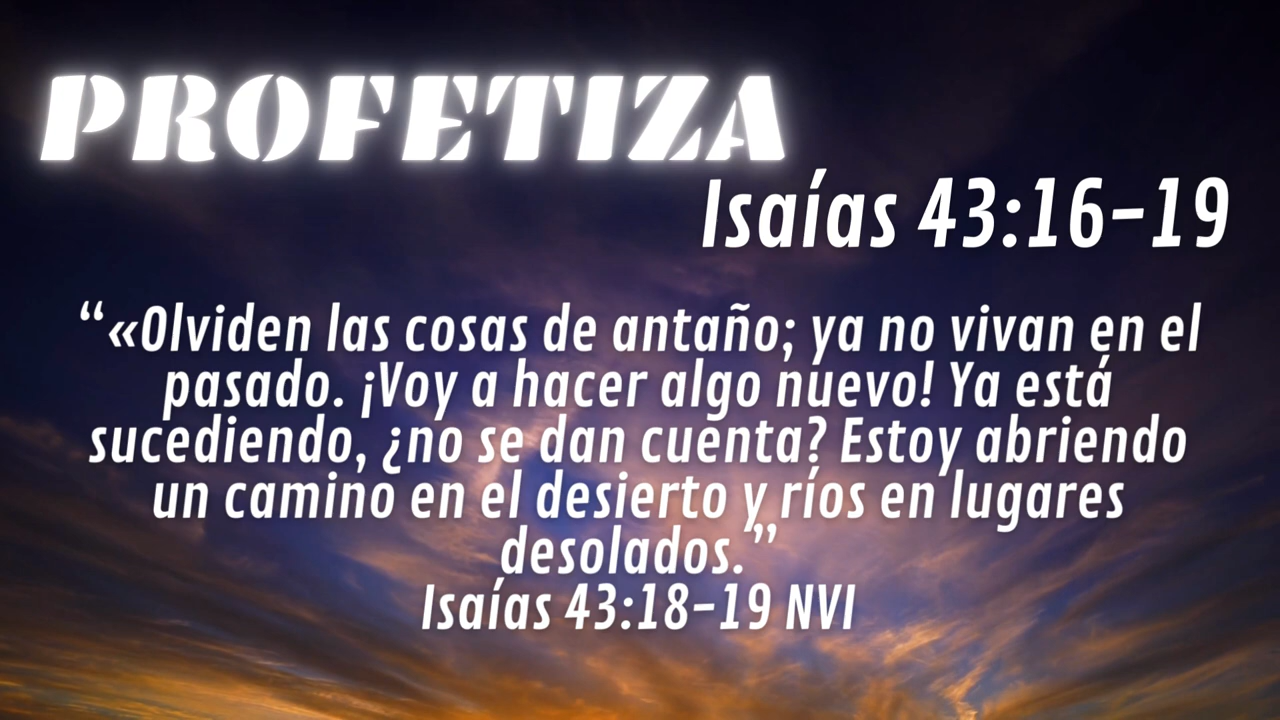 PROFETIZA
Isaías 43:16-19
“«Olviden las cosas de antaño; ya no vivan en el
pasado. ¡Voy a hacer algo nuevo! Ya está
sucediendo, ¿no se dan cuenta? Estoy abriendo
un camino en el desierto y ríos en lugares
desolados.”
Isaías 43:18-19 NVI